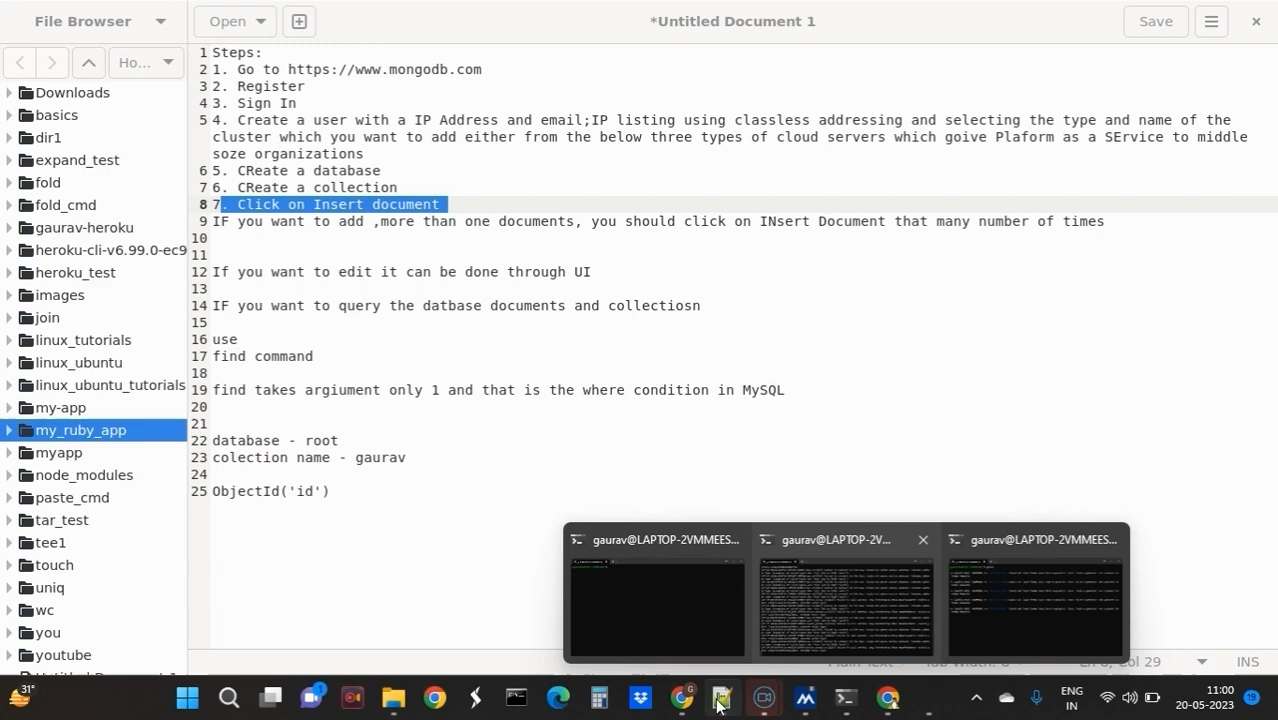 File Browser
Open
*Untitled Document 1
Save
Ho...
Downloads
basics
dir1
expand_test
fold
fold_cmd
gaurav-heroku
heroku-cli-v6.99.0-ec9
heroku_test
images
join
linux_tutorials
linux_ubuntu
linux_ubuntu_tutorials
my-app
my_ruby_app
myapp
node_modules
paste_cmd
tar_test
tee1
touch
uniq
wc
1 Steps:
2 1. Go to https://www.mongodb.com
3 2. Register
4 3. Sign In
5 4. Create a user with a IP Address and email;IP listing using classless addressing and selecting the type and name of the
cluster which you want to add either from the below three types of cloud servers which goive Plaform as a SErvice to middle
soze organizations
6 5. CReate a database
7 6. CReate a collection
8 7. Click on Insert document
9 IF you want to add ,more than one documents, you should click on INsert Document that many number of times
10
11
12 If you want to edit it can be done through UI
13
14 IF you want to query the datbase documents and collectiosn
15
16 use
17 find command
18
19 find takes argiument only 1 and that is the where condition in MySQL
20
21
22 database - root
23 colection name - gaurav
24
25 ObjectId('id')
gaurav@LAPTOP-2VMMEES...
gaurav@LAPTOP-2V...
gaurav@LAPTOP-2VMMEES...
Col 29
INS
31°
ENG
IN
11:00
20-05-2023